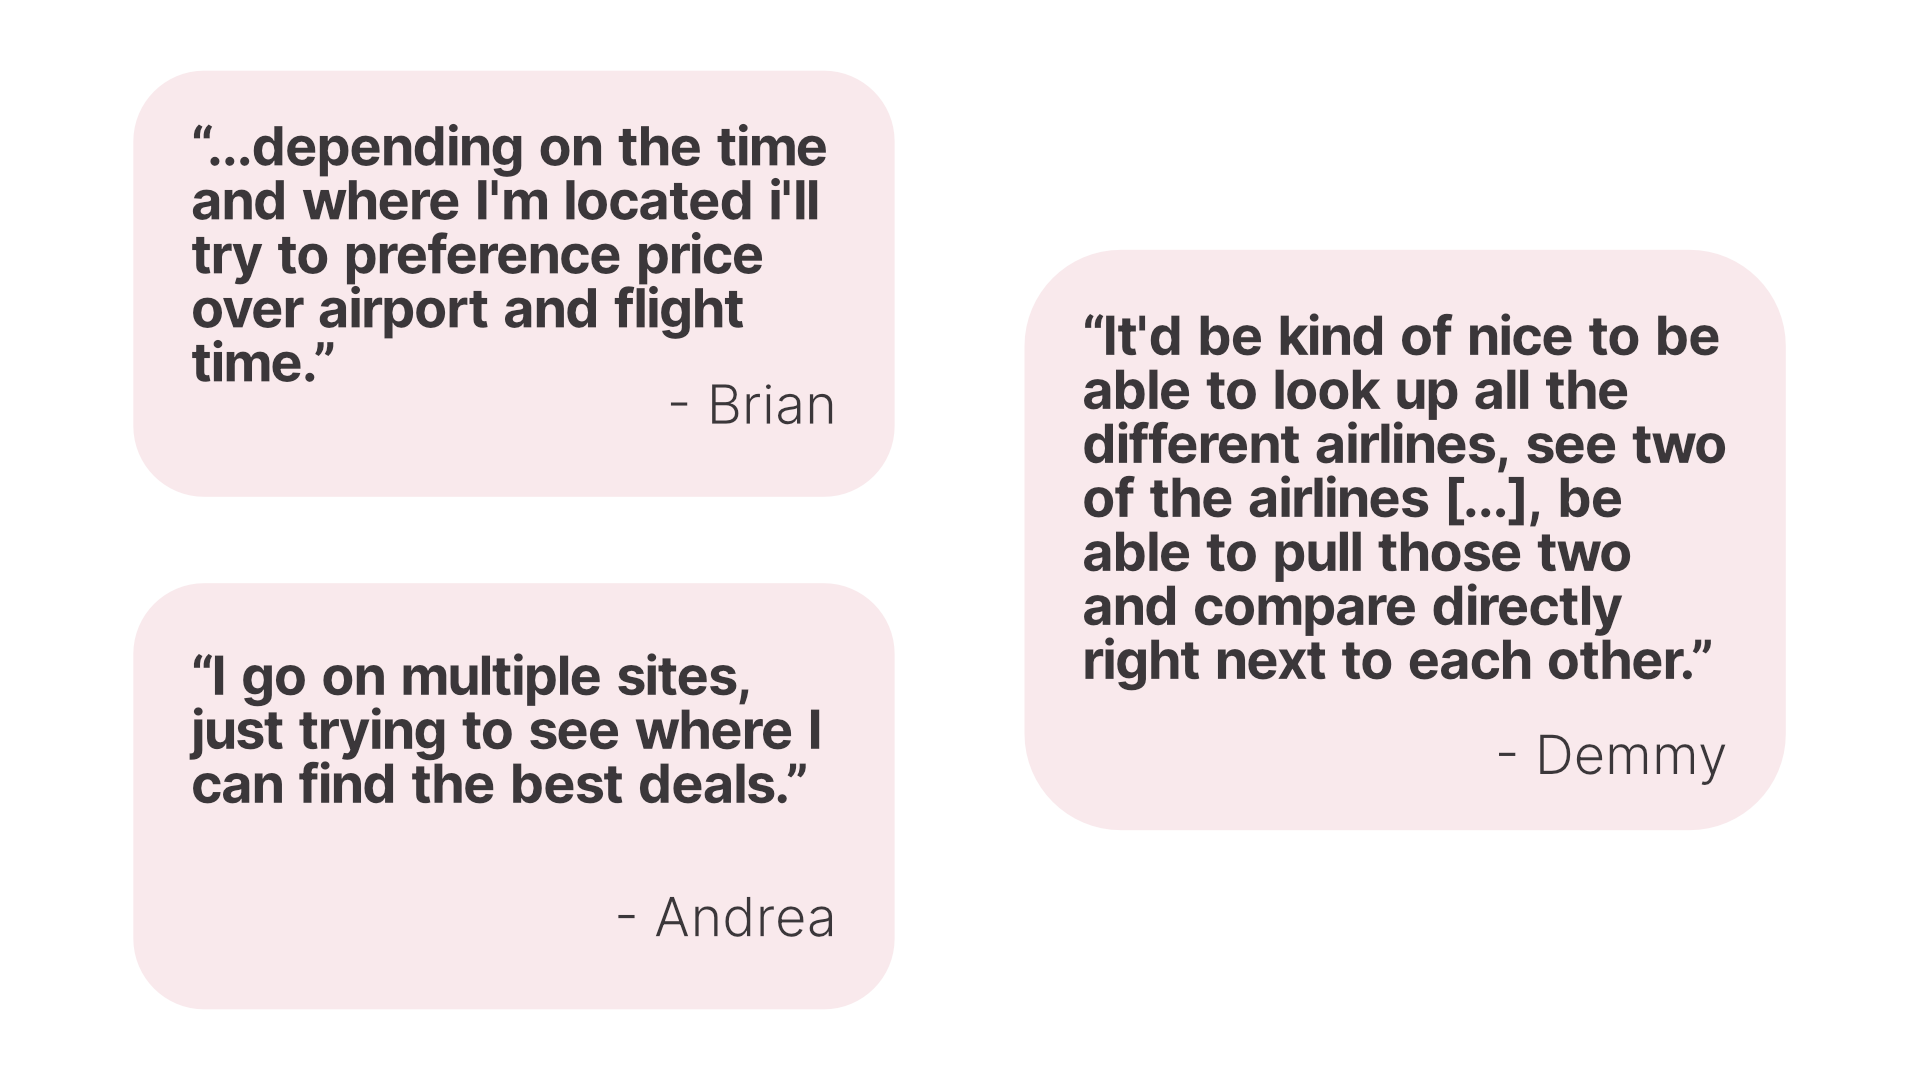 “...depending on the time
and where I'm located i'll
try to preference price
over airport and flight
time.”
- Brian
“I go on multiple sites,
just trying to see where I
can find the best deals.”
- Andrea
“It'd be kind of nice to be
able to look up all the
different airlines, see two
of the airlines [...], be
able to pull those two
and compare directly
right next to each other.”
- Demmy